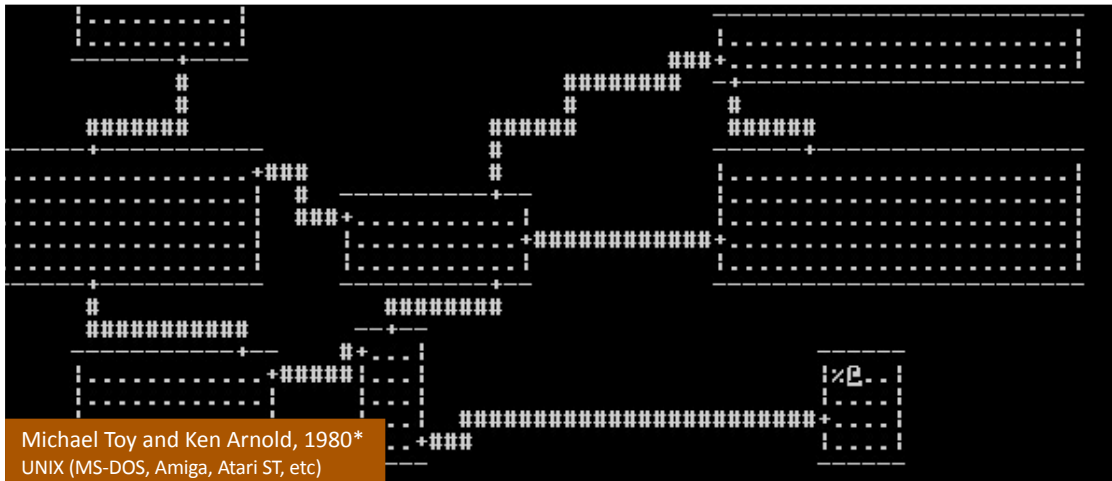 Michael Toy and Ken Arnold, 1980*
UNIX (MS-DOS, Amiga, Atari ST, etc)